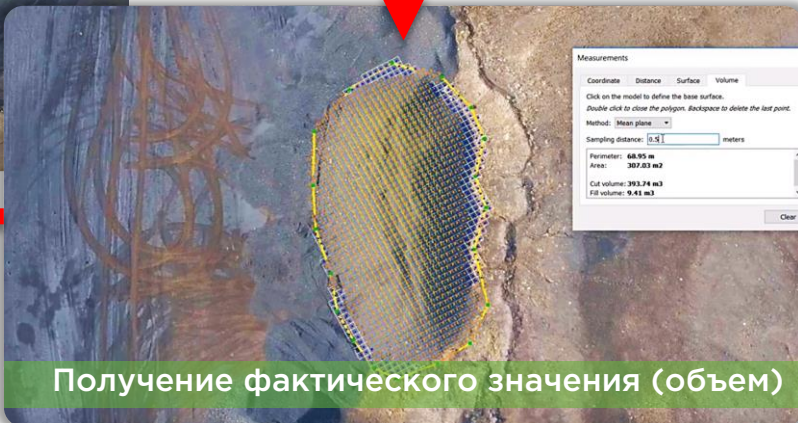 Measurements
Coordinate Distance Surface Volume
Click on the model to define the base surface.
Double click to close the polygon. Backspace to delete the last point.
Method: Mean plane
Sampling distance: 0.5 meters
Perimeter: 68.95 m
Area: 307.03 m2
Cut volume: 393.74 m3
Fill volume: 9.41 m3
Clear
Получение фактического значения (объем)